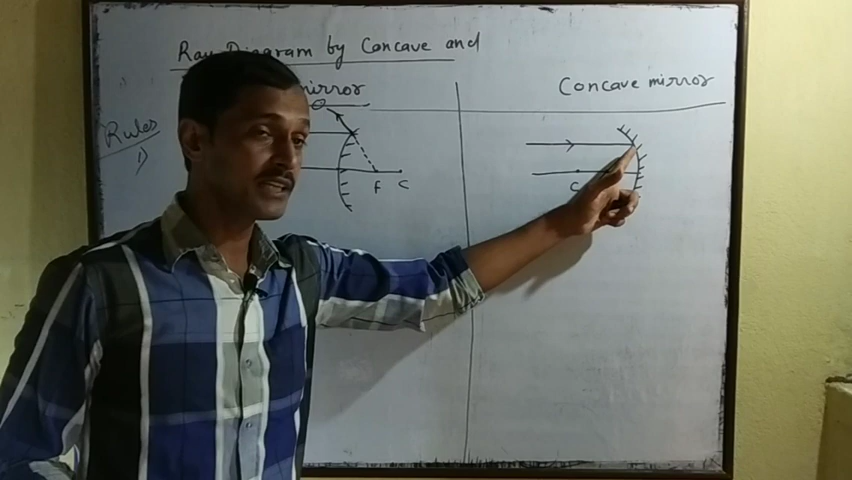 Ray Diagram by Concave and
mirror
Concave mirror
Rules
1)
F C
C